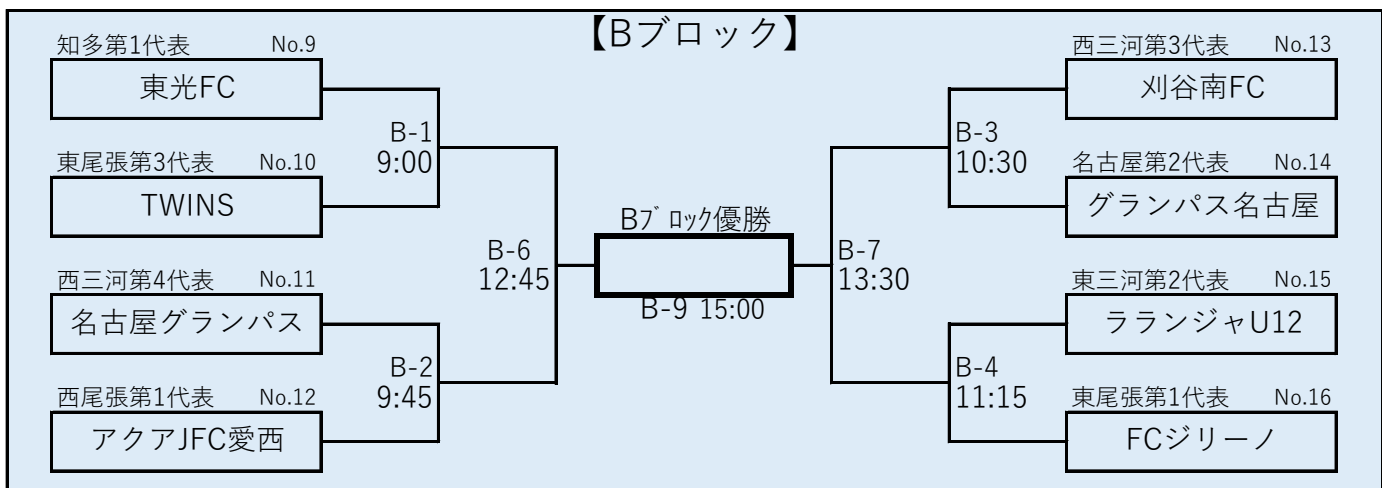 【Bブロック】
知多第1代表 No.9
東光FC
B-1
9:00
東尾張第3代表 No.10
TWINS
B-6
12:45
西三河第4代表 No.11
名古屋グランパス
B-2
9:45
西尾張第1代表 No.12
アクアJFC愛西
Bブロック優勝
B-9 15:00
西三河第3代表 No.13
刈谷南FC
B-3
10:30
名古屋第2代表 No.14
グランパス名古屋
B-7
13:30
東三河第2代表 No.15
ラランジャU12
B-4
11:15
東尾張第1代表 No.16
FCジリーノ